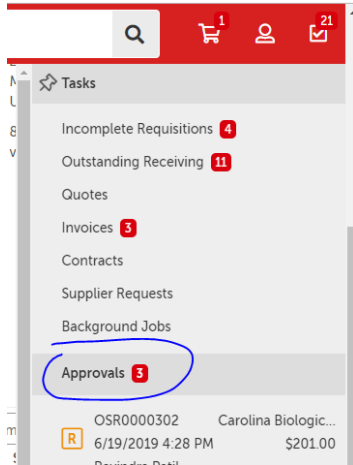 1
21
Tasks
Incomplete Requisitions 4
Outstanding Receiving 11
Quotes
Invoices 3
Contracts
Supplier Requests
Background Jobs
Approvals 3
OSR0000302 Carolina Biologic...
R 6/19/2019 4:28 PM $201.00